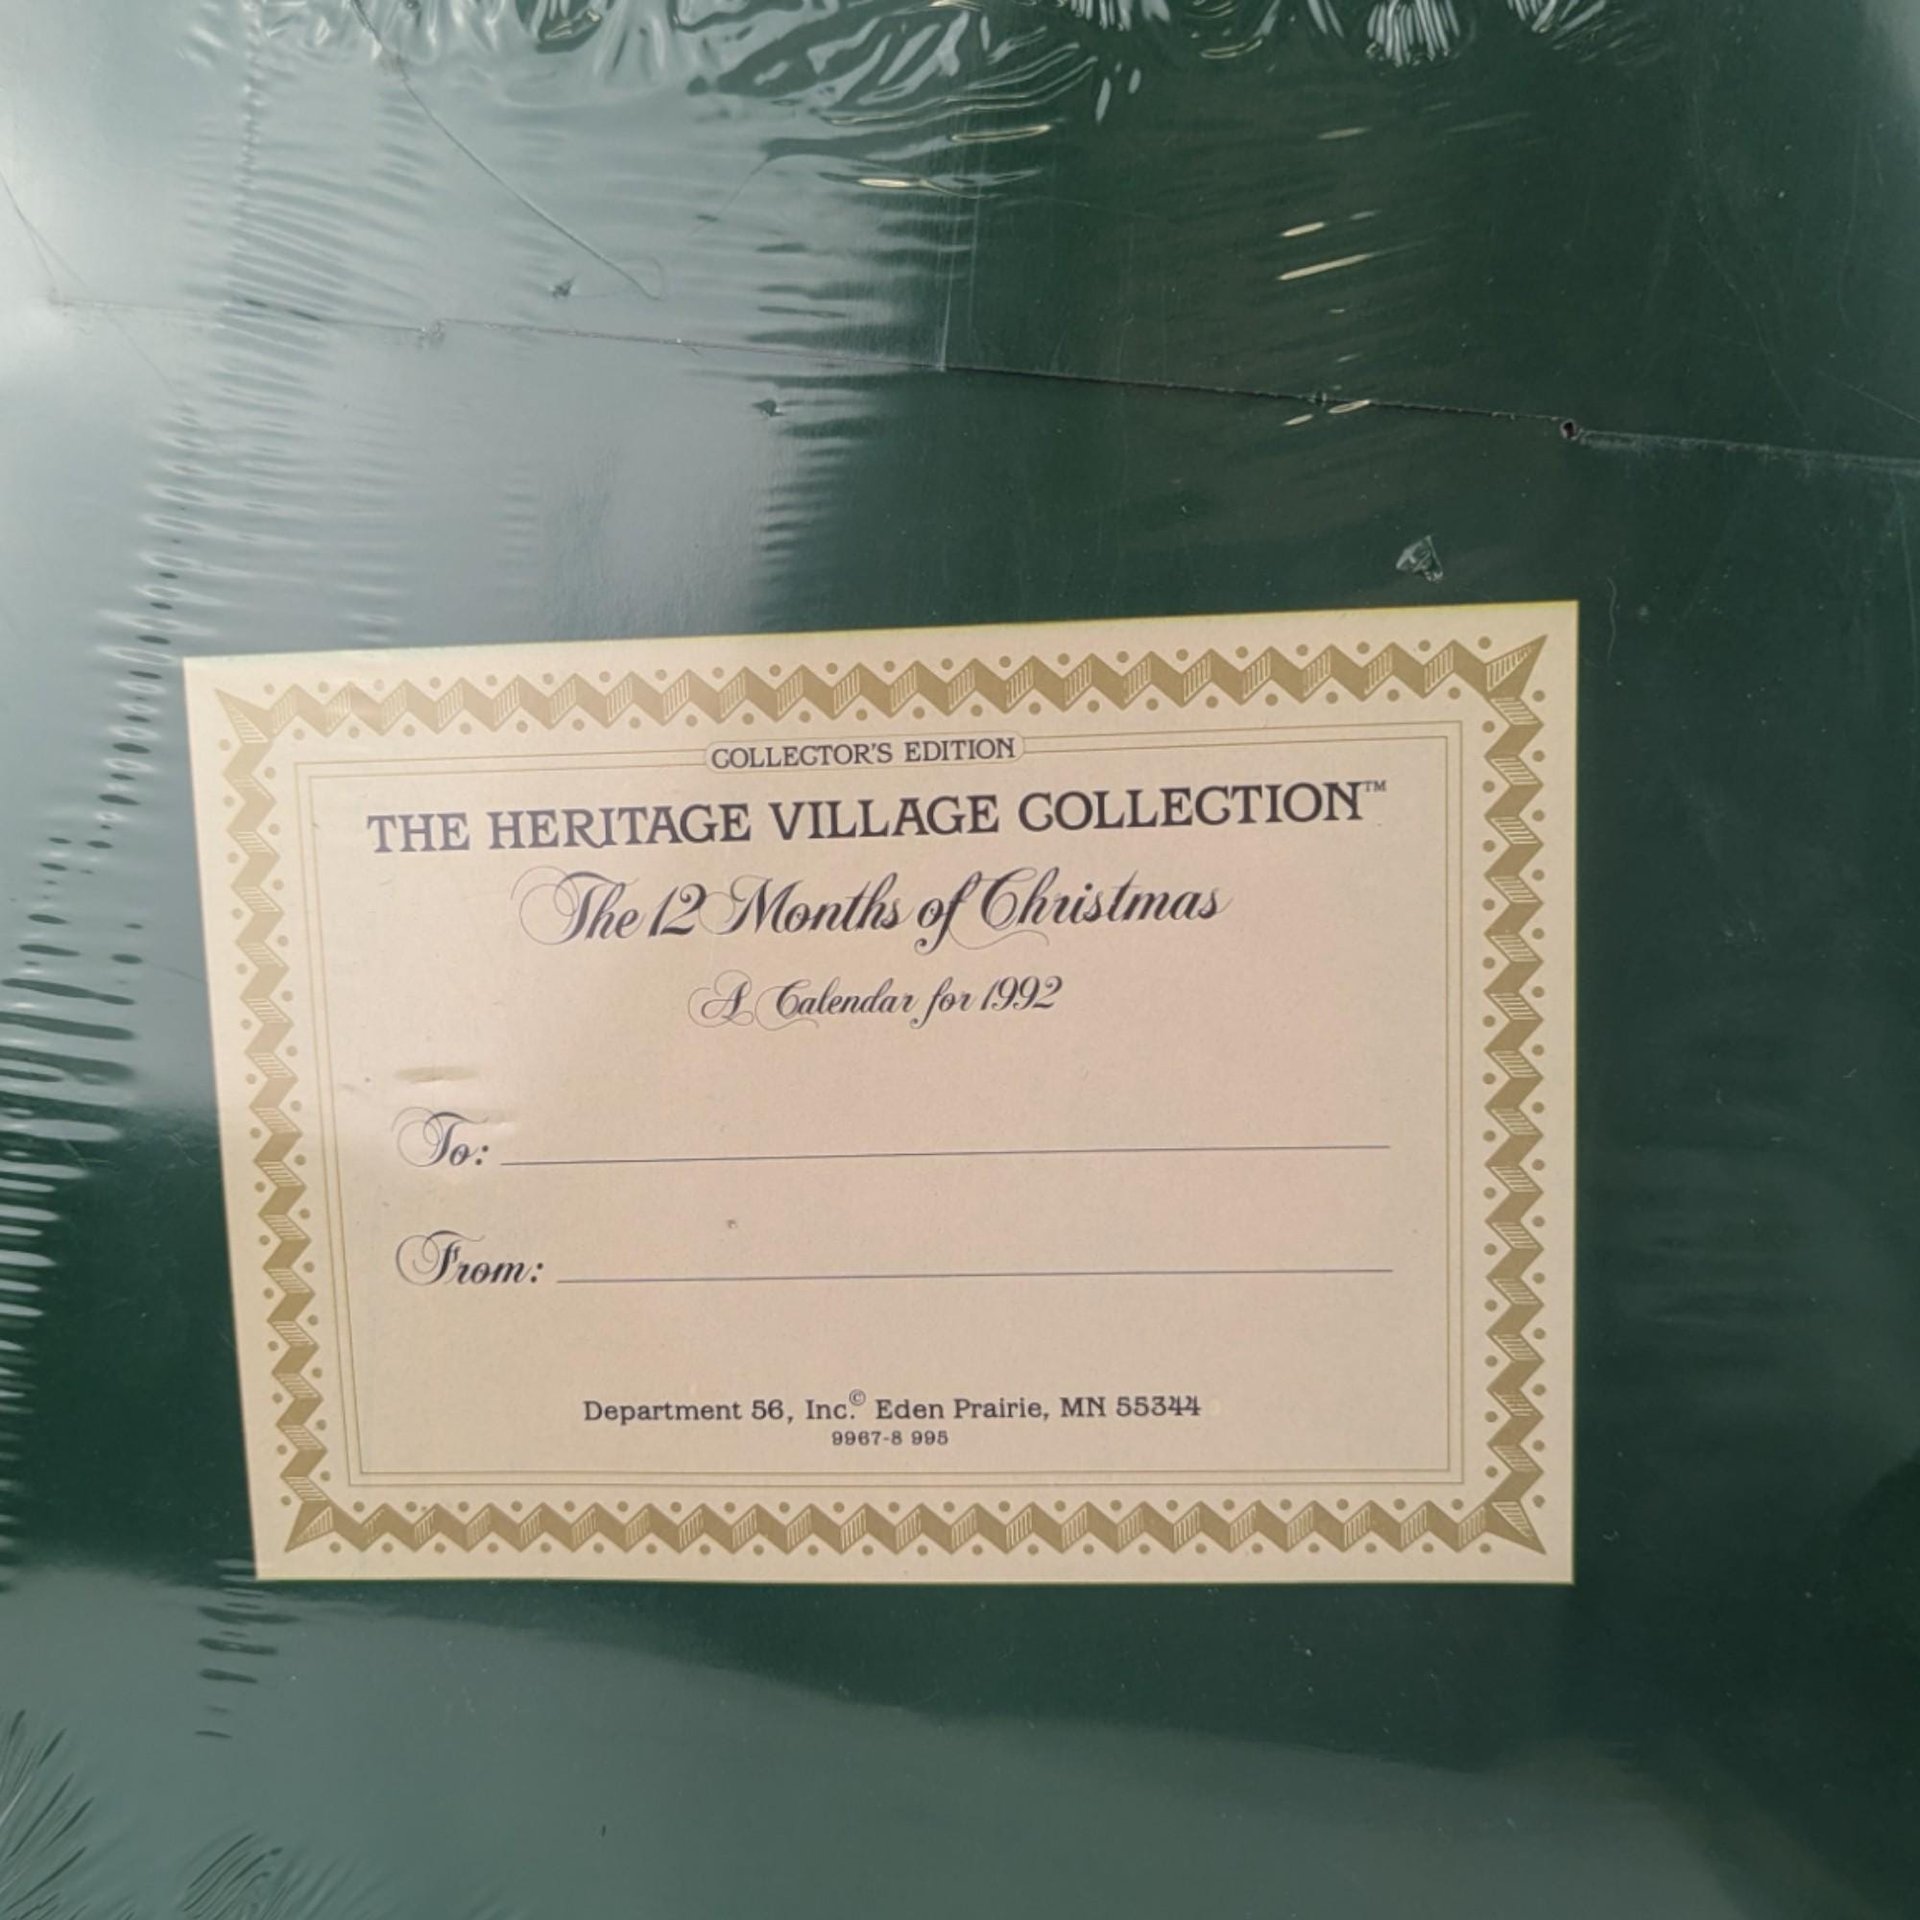 COLLECTOR'S EDITION
THE HERITAGE VILLAGE COLLECTION™
The 12 Months of Christmas
A Calendar for 1992
To:
From:
Department 56, Inc.© Eden Prairie, MN 55344
9967-8 995